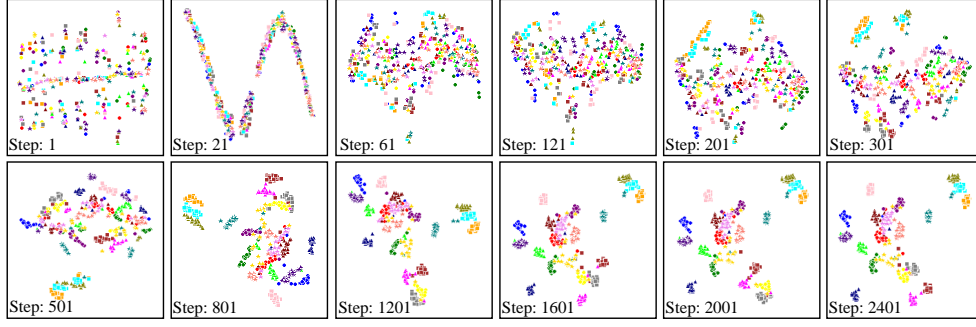 Step: 1
Step: 21
Step: 61
Step: 121
Step: 201
Step: 301
Step: 501
Step: 801
Step: 1201
Step: 1601
Step: 2001
Step: 2401